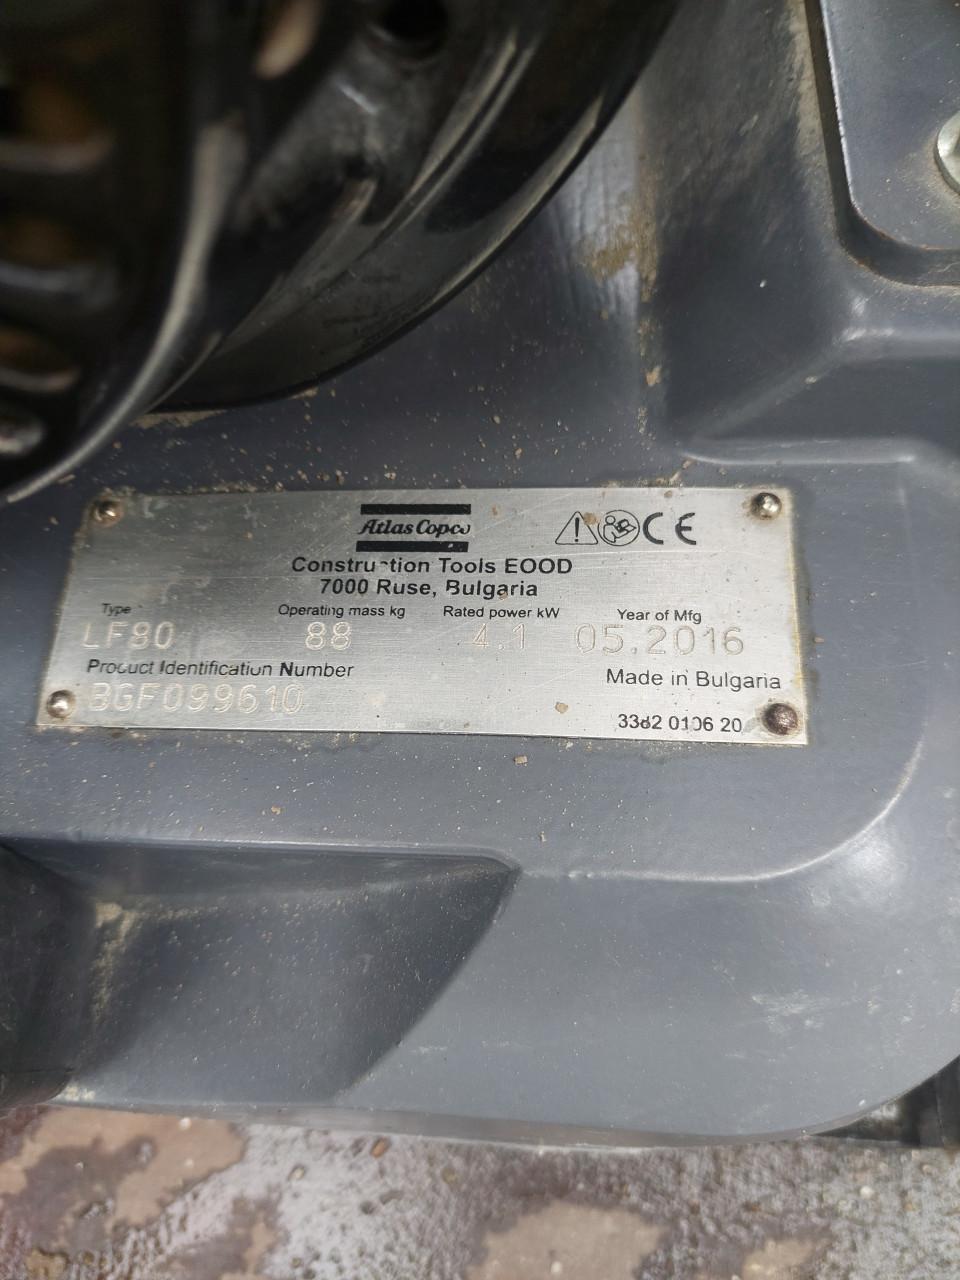 Atlas Copco
CE
Construction Tools EOOD
7000 Ruse, Bulgaria
Type Operating mass kg Rated power kW Year of Mfg
LF80 88 4.1 05.2016
Product Identification Number
BGF099610
Made in Bulgaria
3382 0106 20